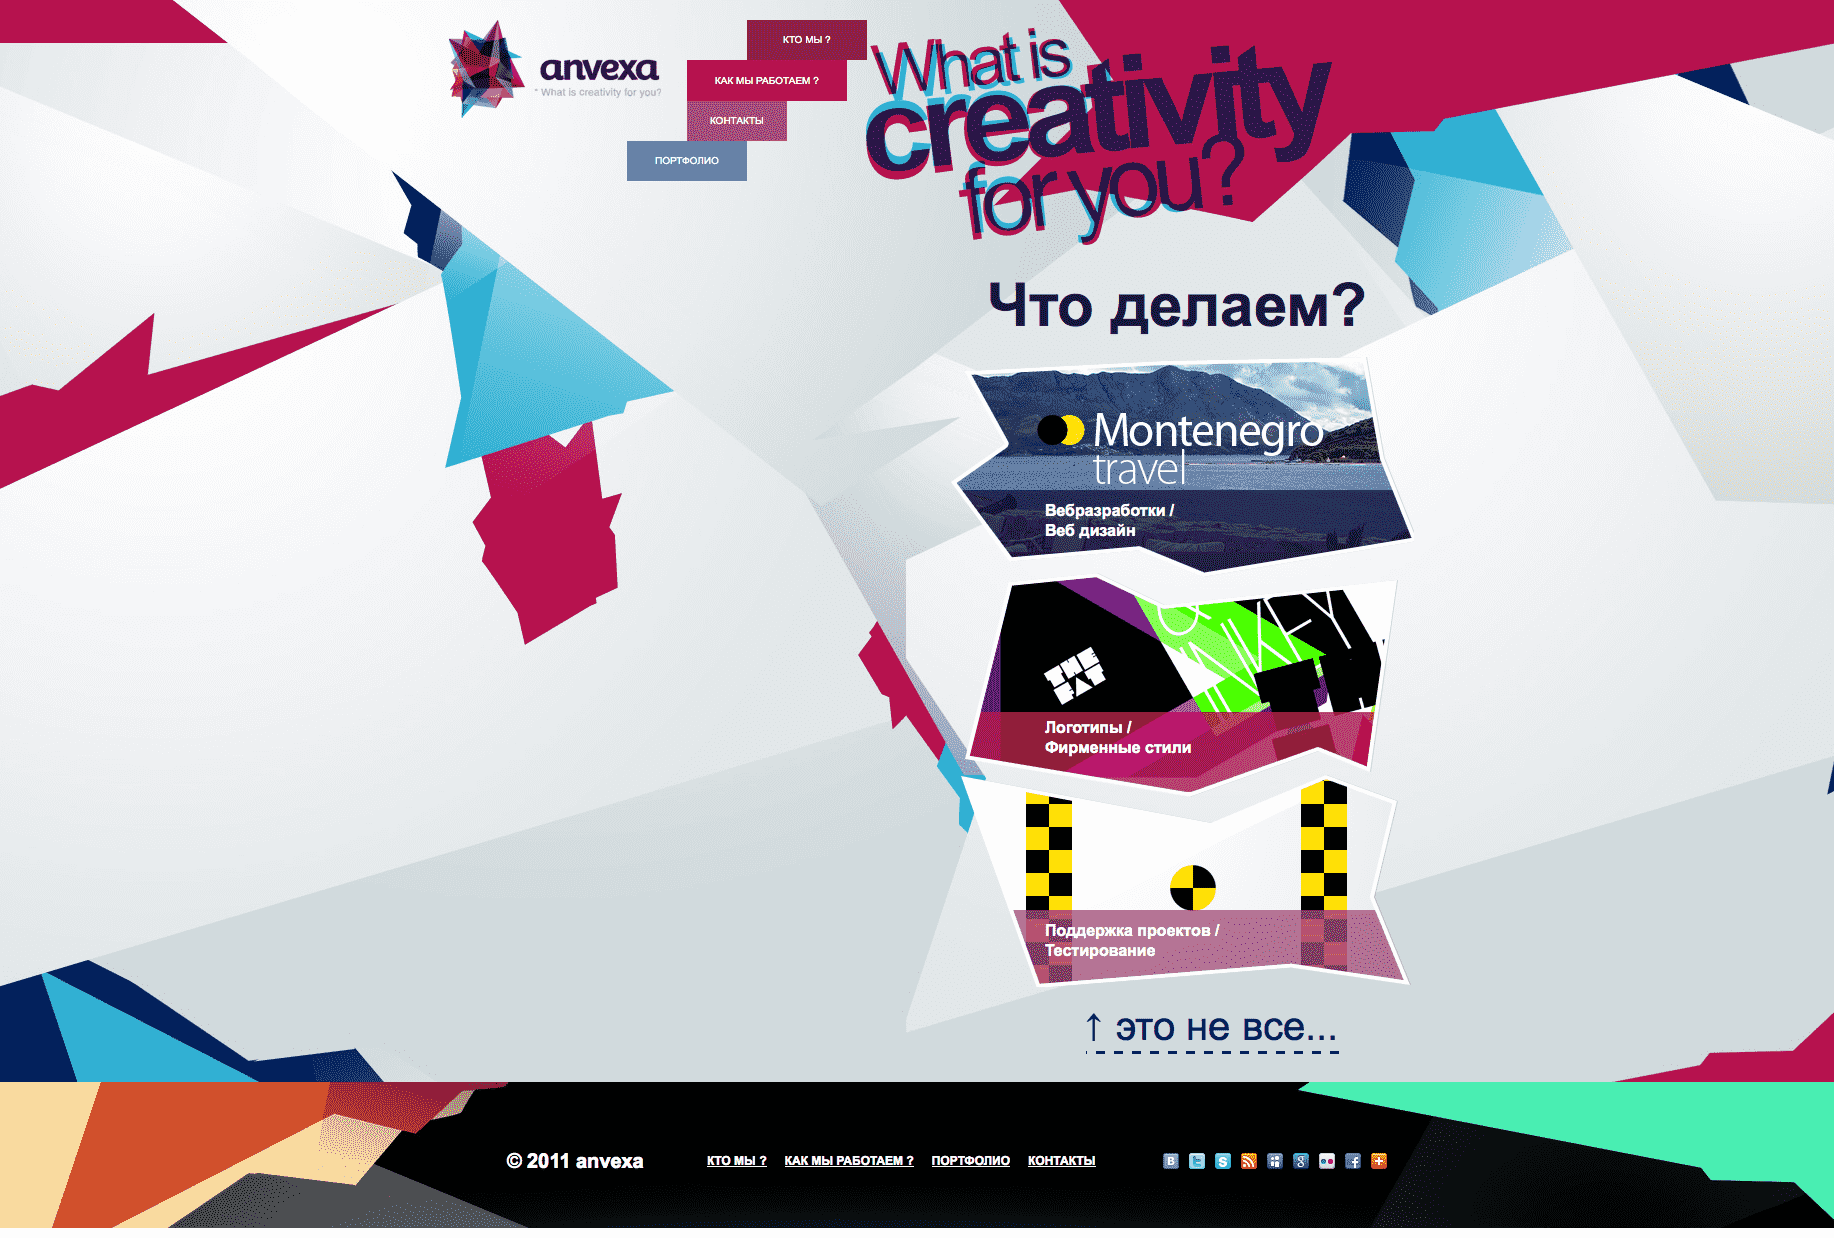 anvexa
* What is creativity for you?
КТО МЫ ?
КАК МЫ РАБОТАЕМ ?
КОНТАКТЫ
ПОРТФОЛИО
What is
creativity
for you?
Что делаем?
Montenegro
travel
Вебразработки /
Веб дизайн
THE
FAT
Логотипы /
Фирменные стили
Поддержка проектов /
Тестирование
↑ это не все...
© 2011 anvexa
КТО МЫ ?
КАК МЫ РАБОТАЕМ ?
ПОРТФОЛИО
КОНТАКТЫ